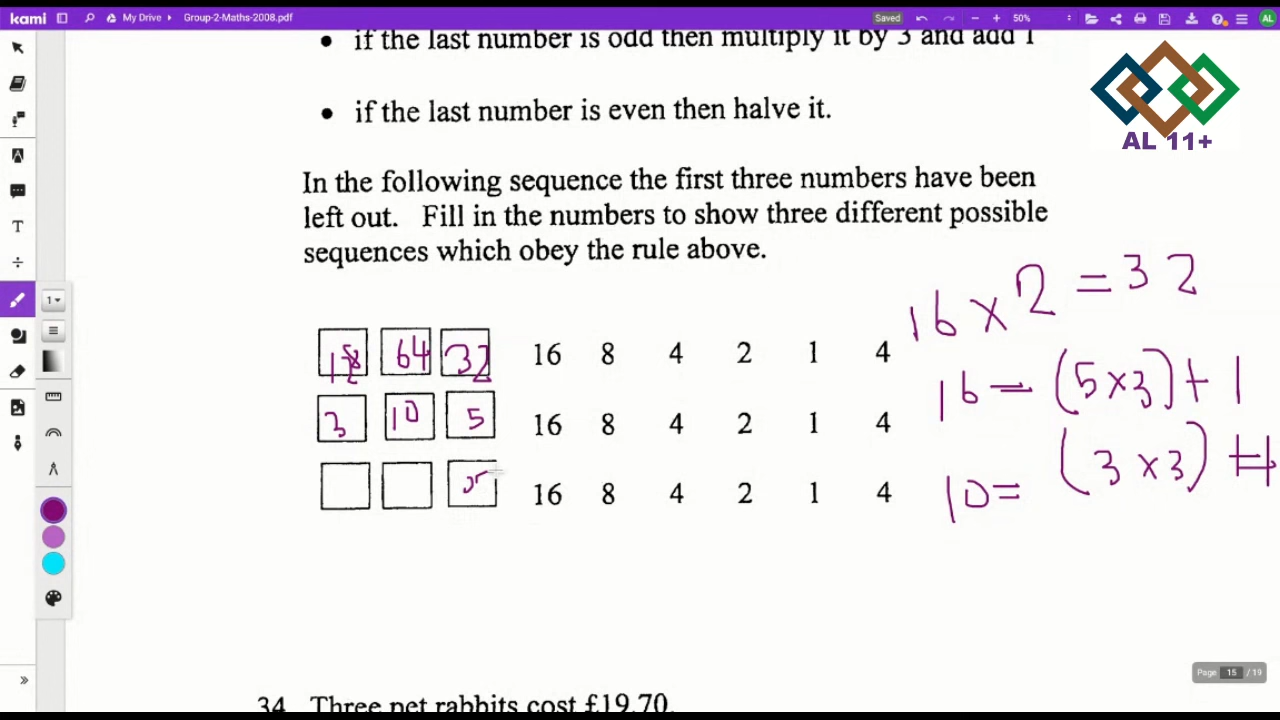 kami My Drive Group-2-Maths-2008.pdf Saved 50% AL
• if the last number is odd then multiply it by 3 and add 1
• if the last number is even then halve it.
In the following sequence the first three numbers have been
left out. Fill in the numbers to show three different possible
sequences which obey the rule above.
AL 11+
16 × 2 = 32
64 32 16 8 4 2 1 4
16 = (5×3) + 1
3 10 5 16 8 4 2 1 4
10 = (3 ×3) +1
5 16 8 4 2 1 4
34 Three pet rabbits cost £19.70.
Page 15 / 19